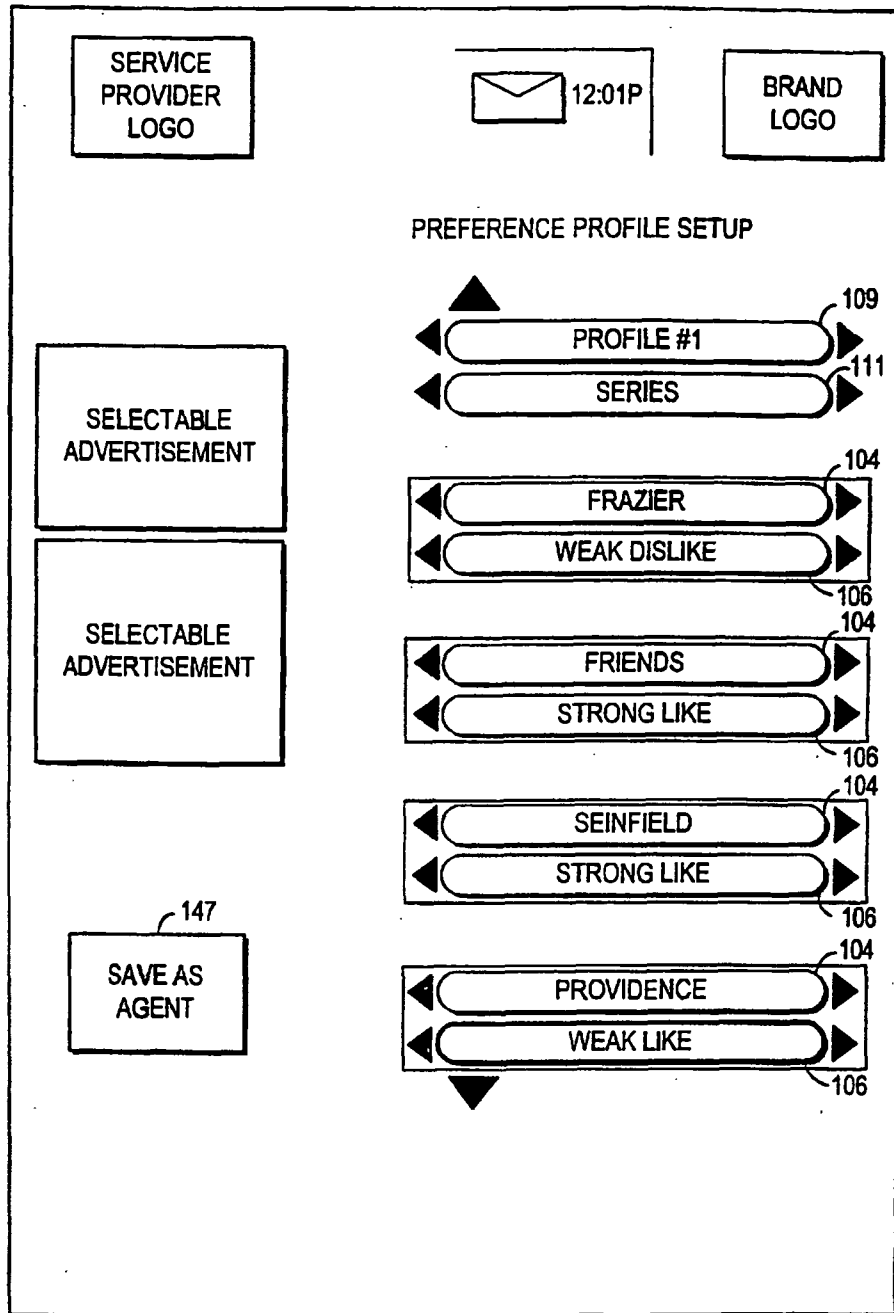 SERVICE
PROVIDER
LOGO
12:01P
BRAND
LOGO
PREFERENCE PROFILE SETUP
109
PROFILE #1
111
SERIES
SELECTABLE
ADVERTISEMENT
104
FRAZIER
WEAK DISLIKE
106
SELECTABLE
ADVERTISEMENT
104
FRIENDS
STRONG LIKE
106
104
SEINFIELD
STRONG LIKE
106
147
SAVE AS
AGENT
104
PROVIDENCE
WEAK LIKE
106